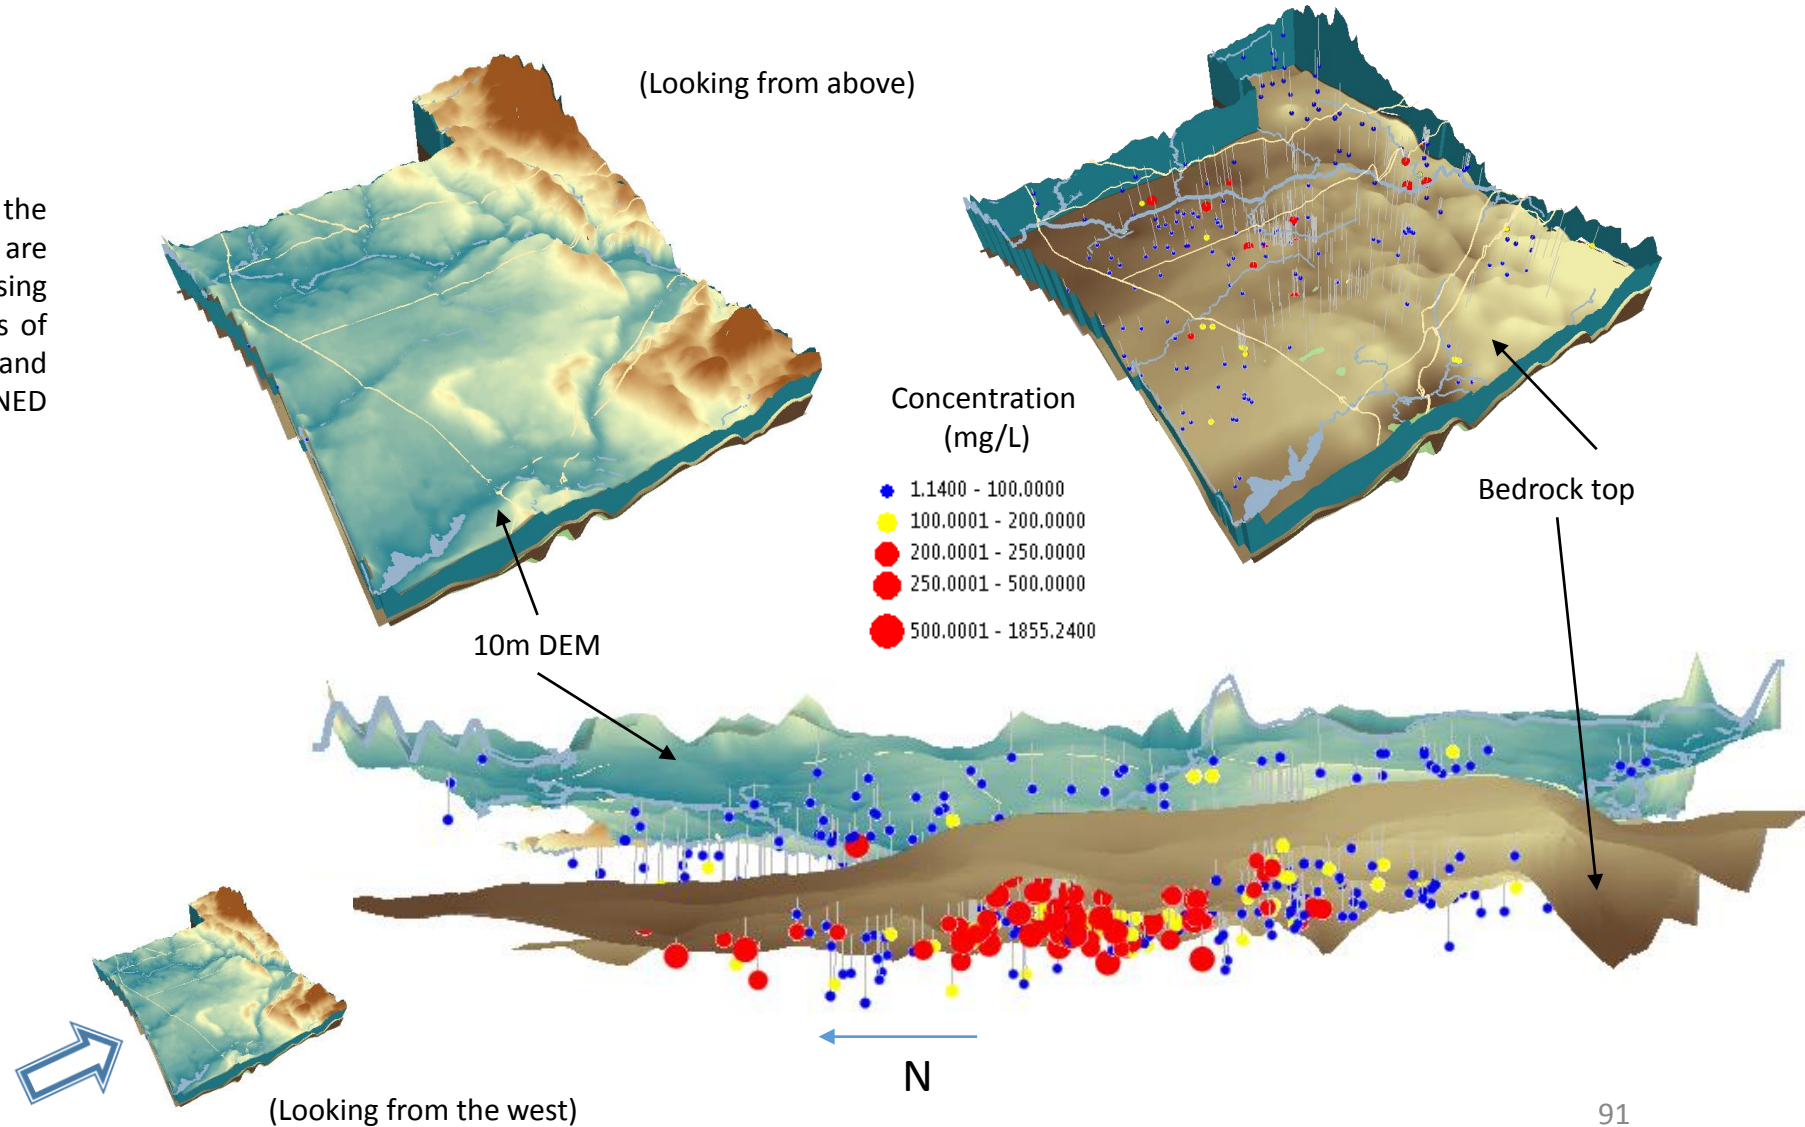 (Looking from above)
the
are
sing
s of
and
NED
Concentration
(mg/L)
1.1400 - 100.0000
100.0001 - 200.0000
200.0001 - 250.0000
250.0001 - 500.0000
500.0001 - 1855.2400
Bedrock top
10m DEM
N
(Looking from the west)
91